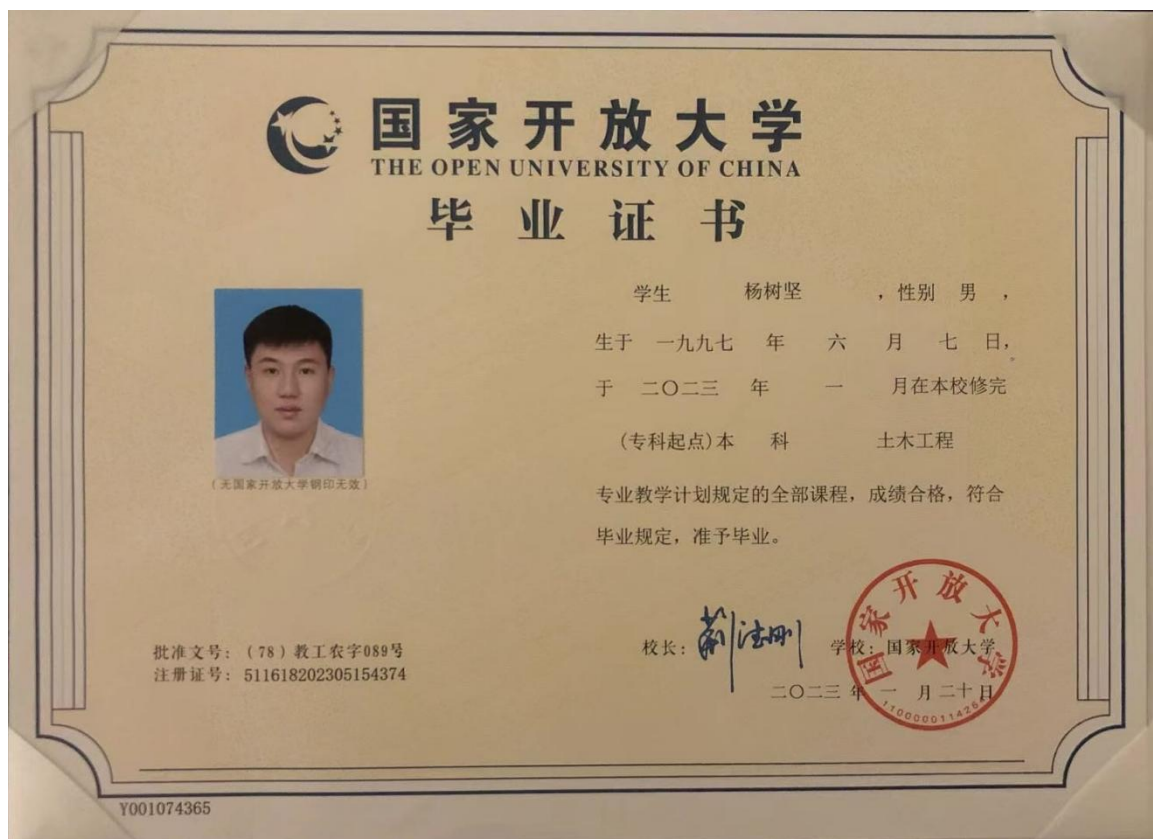 国家开放大学
THE OPEN UNIVERSITY OF CHINA
毕业证书
学生 杨树坚 ，性别 男 ，
生于 一九九七 年 六 月 七 日，
于 二〇二三 年 一 月在本校修完
(专科起点)本 科 土木工程
专业教学计划规定的全部课程，成绩合格，符合
毕业规定，准予毕业。
(无国家开放大学钢印无效)
批准文号：（78）教工农字089号
注册证号：511618202305154374
校长： 荆德刚 学校：国家开放大学
二〇二三 年 一 月 二十 日
国家开放大学
Y001074365